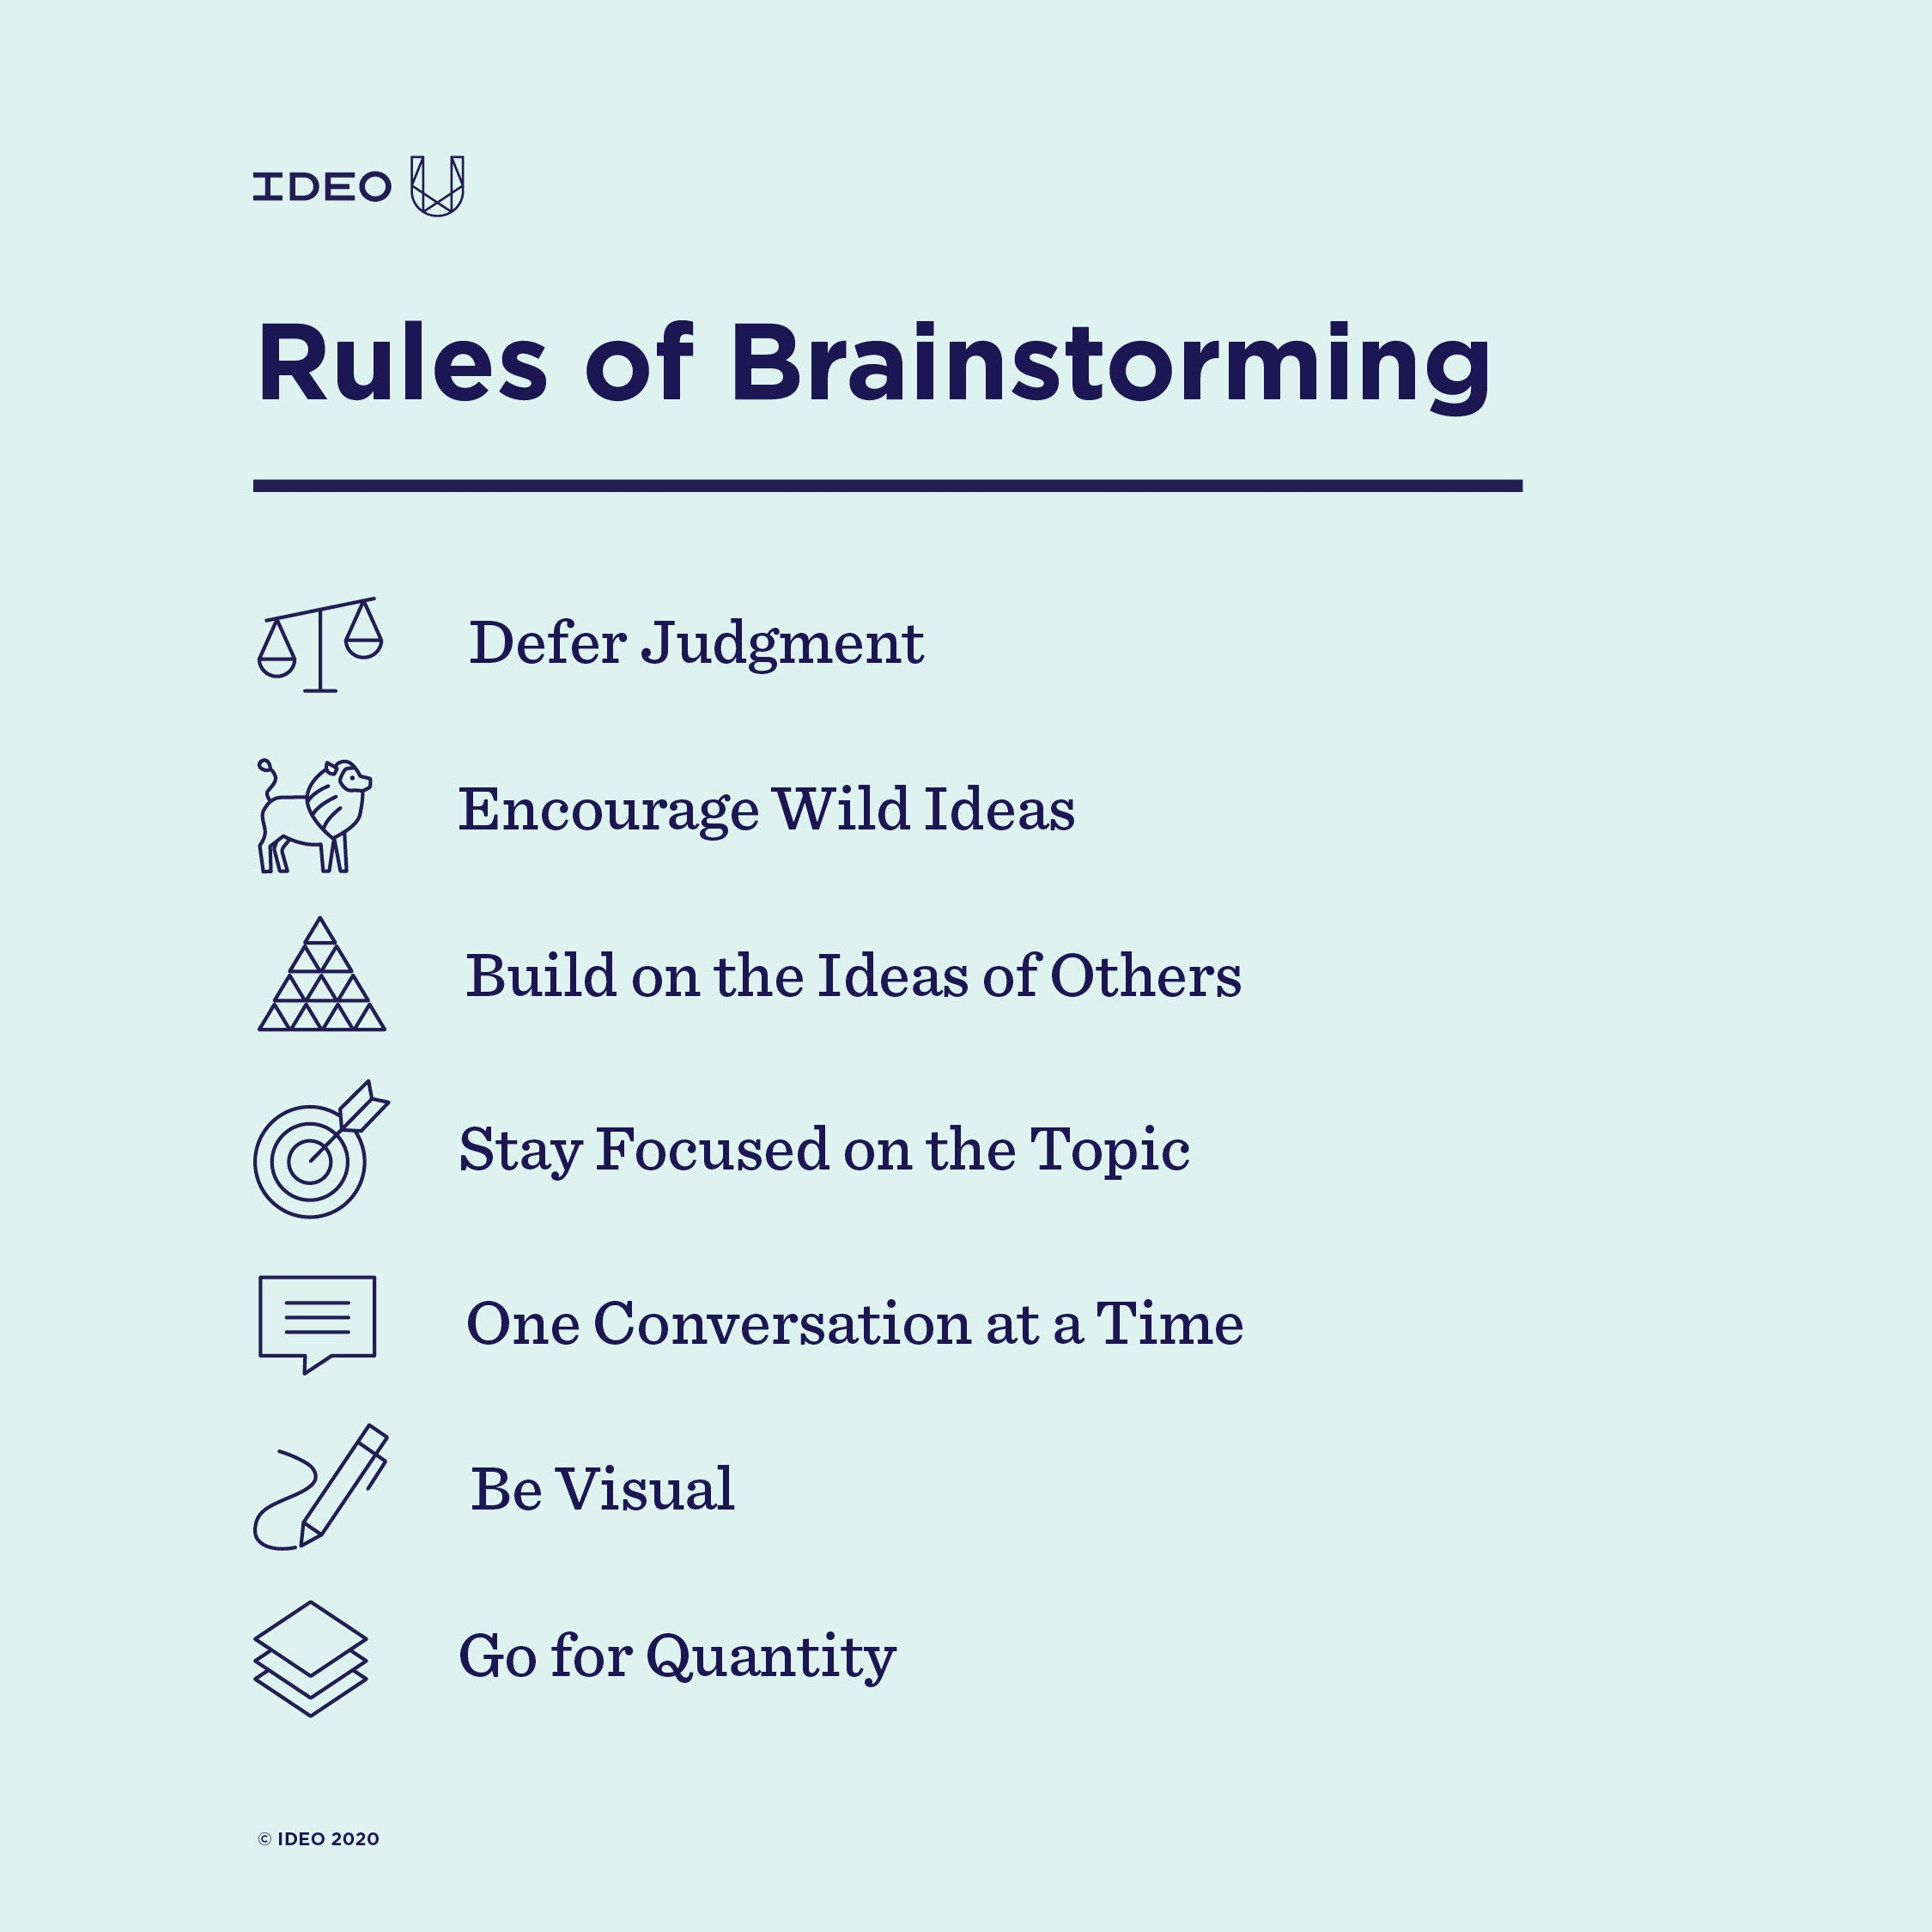 IDEO U
Rules of Brainstorming
Defer Judgment
Encourage Wild Ideas
Build on the Ideas of Others
Stay Focused on the Topic
One Conversation at a Time
Be Visual
Go for Quantity
© IDEO 2020